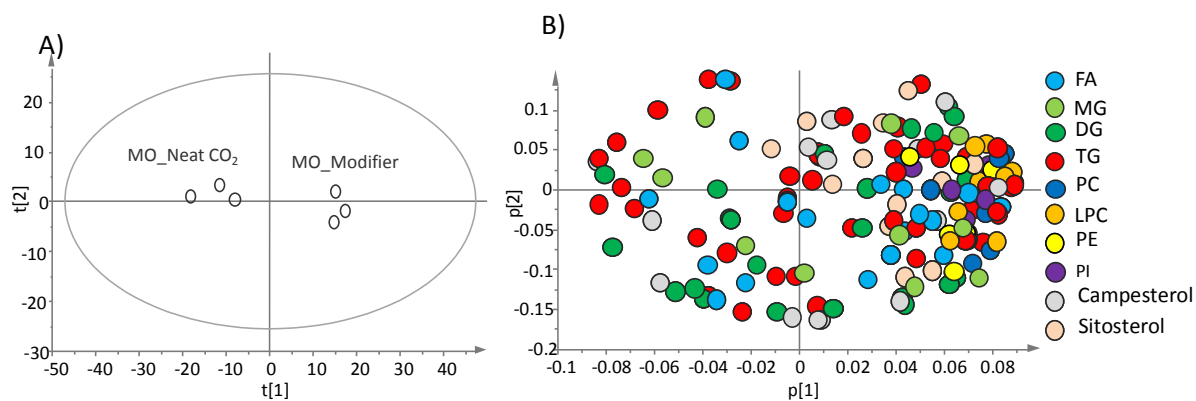 A)
t[2]
20
10
0
-10
-20
-30
MO_Neat CO₂
MO_Modifier
-50 -40 -30 -20 -10 0 10 20 30 40
t[1]
B)
p[2]
0.1
0.05
0
-0.05
-0.1
-0.15
-0.2
-0.1 -0.08 -0.06 -0.04 -0.02 0 0.02 0.04 0.06 0.08
p[1]
FA
MG
DG
TG
PC
LPC
PE
PI
Campesterol
Sitosterol